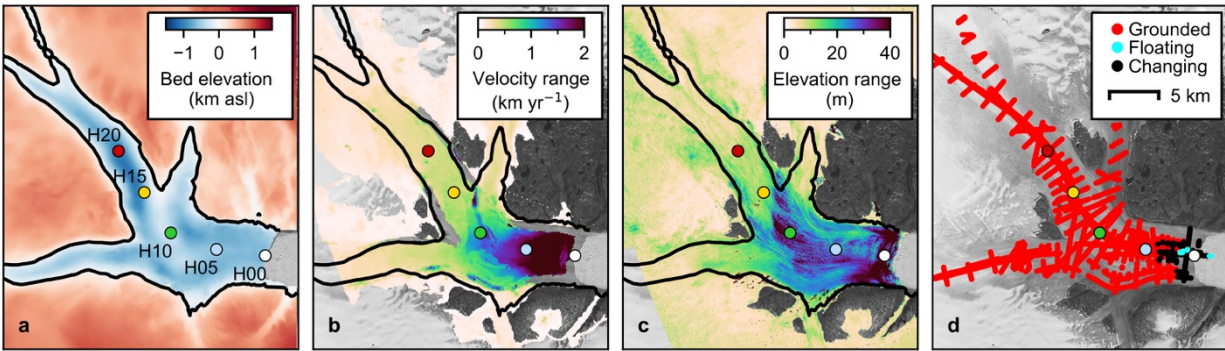 -1 0 1
Bed elevation
(km asl)
H20
H15
H10
H05
H00
a
0 1 2
Velocity range
(km yr⁻¹)
b
0 20 40
Elevation range
(m)
c
Grounded
Floating
Changing
5 km
d